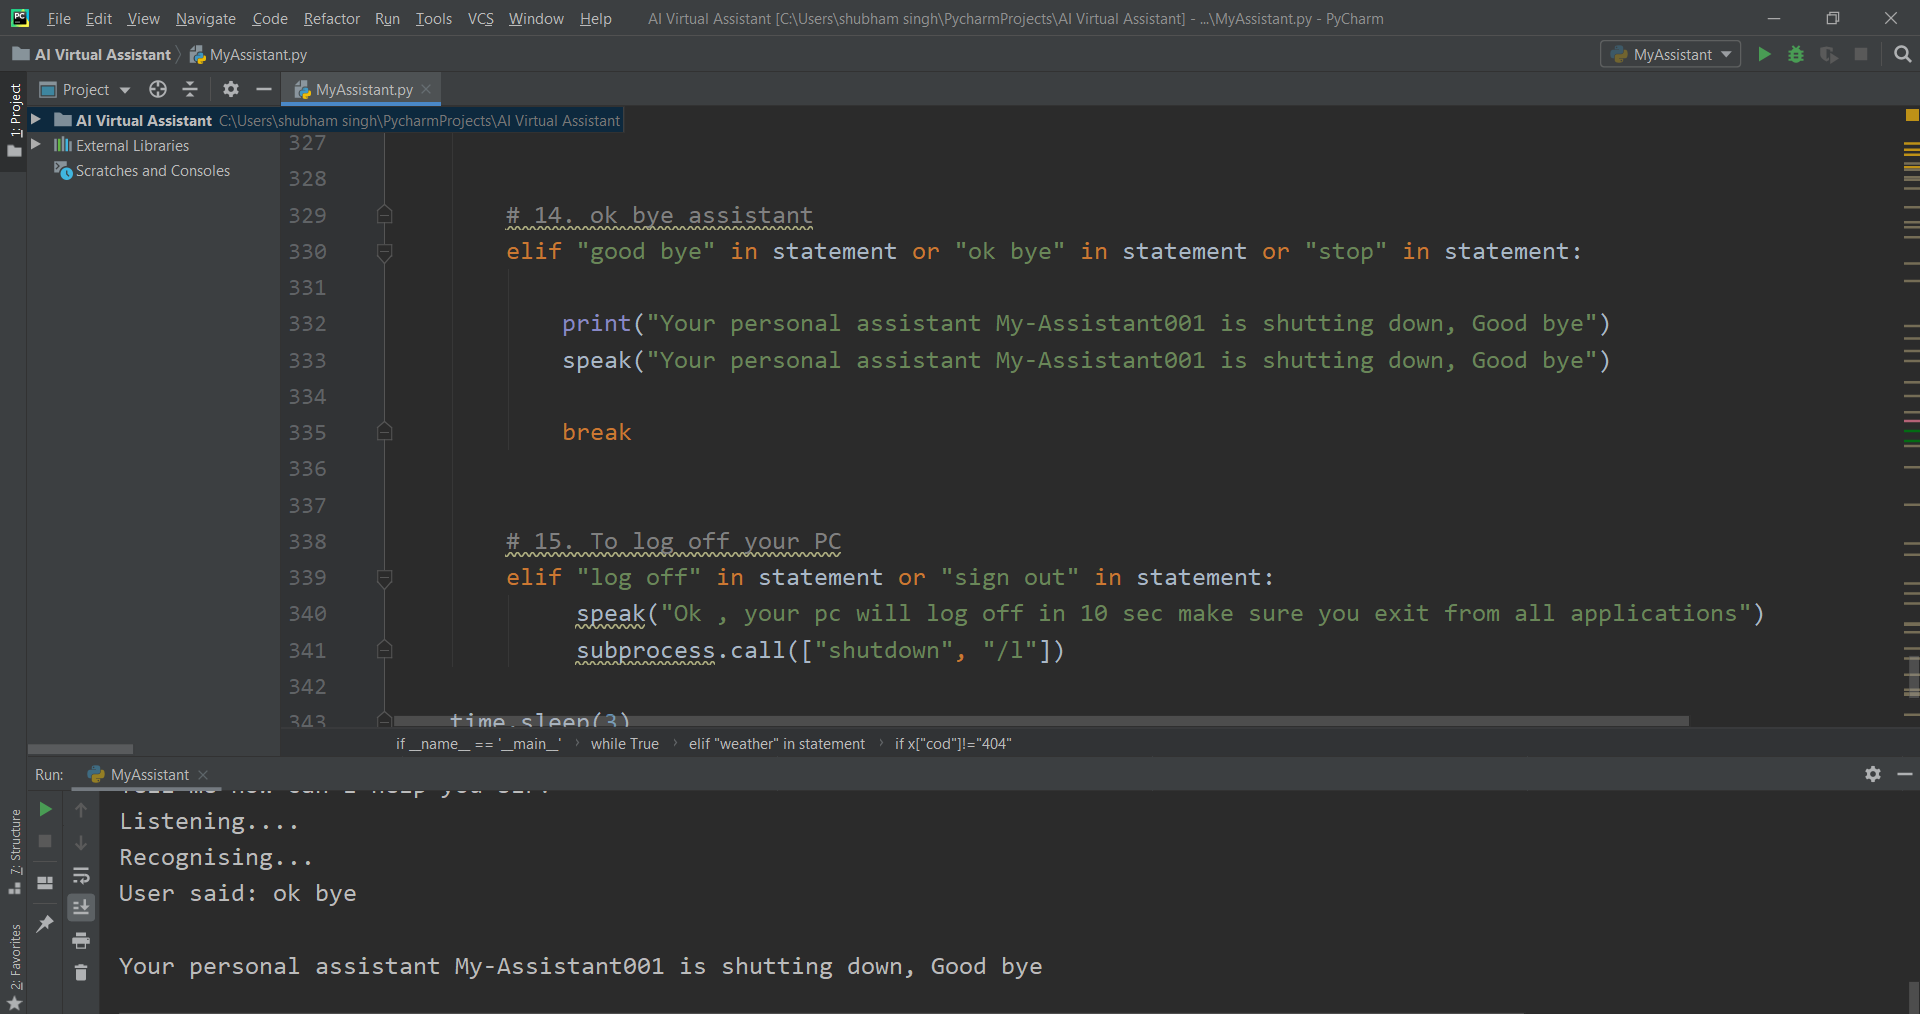 PC File Edit View Navigate Code Refactor Run Tools VCS Window Help AI Virtual Assistant [C:\Users\shubham singh\PycharmProjects\AI Virtual Assistant] - ...\MyAssistant.py - PyCharm
AI Virtual Assistant MyAssistant.py MyAssistant
Project MyAssistant.py
1: Project
AI Virtual Assistant C:\Users\shubham singh\PycharmProjects\AI Virtual Assistant
External Libraries
Scratches and Consoles
327
328
329 # 14. ok bye assistant
330 elif "good bye" in statement or "ok bye" in statement or "stop" in statement:
331
332 print("Your personal assistant My-Assistant001 is shutting down, Good bye")
333 speak("Your personal assistant My-Assistant001 is shutting down, Good bye")
334
335 break
336
337
338 # 15. To log off your PC
339 elif "log off" in statement or "sign out" in statement:
340 speak("Ok , your pc will log off in 10 sec make sure you exit from all applications")
341 subprocess.call(["shutdown", "/l"])
342
343 time.sleep(3)
if __name__ == '__main__' while True elif "weather" in statement if x["cod"]!="404"
Run: MyAssistant
7: Structure
2: Favorites
Tell me how can I help you sir?
Listening....
Recognising...
User said: ok bye
Your personal assistant My-Assistant001 is shutting down, Good bye